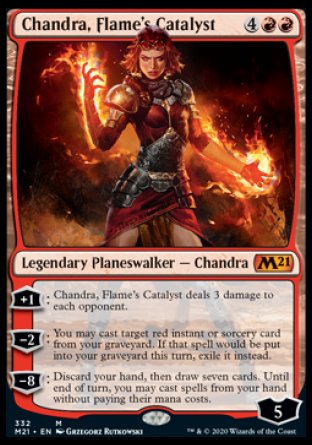 Chandra, Flame's Catalyst 4
Legendary Planeswalker — Chandra M21
+1: Chandra, Flame's Catalyst deals 3 damage to
each opponent.
−2: You may cast target red instant or sorcery card
from your graveyard. If that spell would be put
into your graveyard this turn, exile it instead.
−8: Discard your hand, then draw seven cards. Until
end of turn, you may cast spells from your hand
without paying their mana costs.
5
332 M
M21 • EN Grzegorz Rutkowski ™ & © 2020 Wizards of the Coast